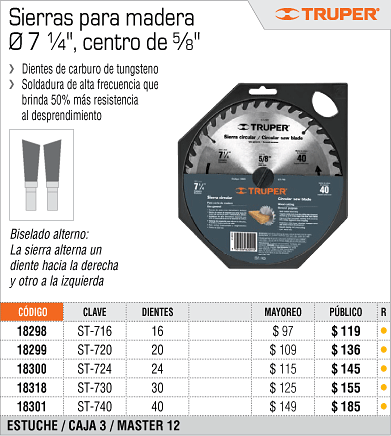 Sierras para madera
Ø 7 ¼", centro de ⅝"
TRUPER
Dientes de carburo de tungsteno
Soldadura de alta frecuencia que
brinda 50% más resistencia
al desprendimiento
TRUPER
Sierra circular / Circular saw blade
7¼"
5/8"
40
TRUPER
7¼"
40
Sierra circular
Circular saw blade
Biselado alterno:
La sierra alterna un
diente hacia la derecha
y otro a la izquierda
CÓDIGO CLAVE DIENTES MAYOREO PÚBLICO R
18298 ST-716 16 $ 97 $ 119
18299 ST-720 20 $ 109 $ 136
18300 ST-724 24 $ 115 $ 145
18318 ST-730 30 $ 125 $ 155
18301 ST-740 40 $ 149 $ 185
ESTUCHE / CAJA 3 / MASTER 12